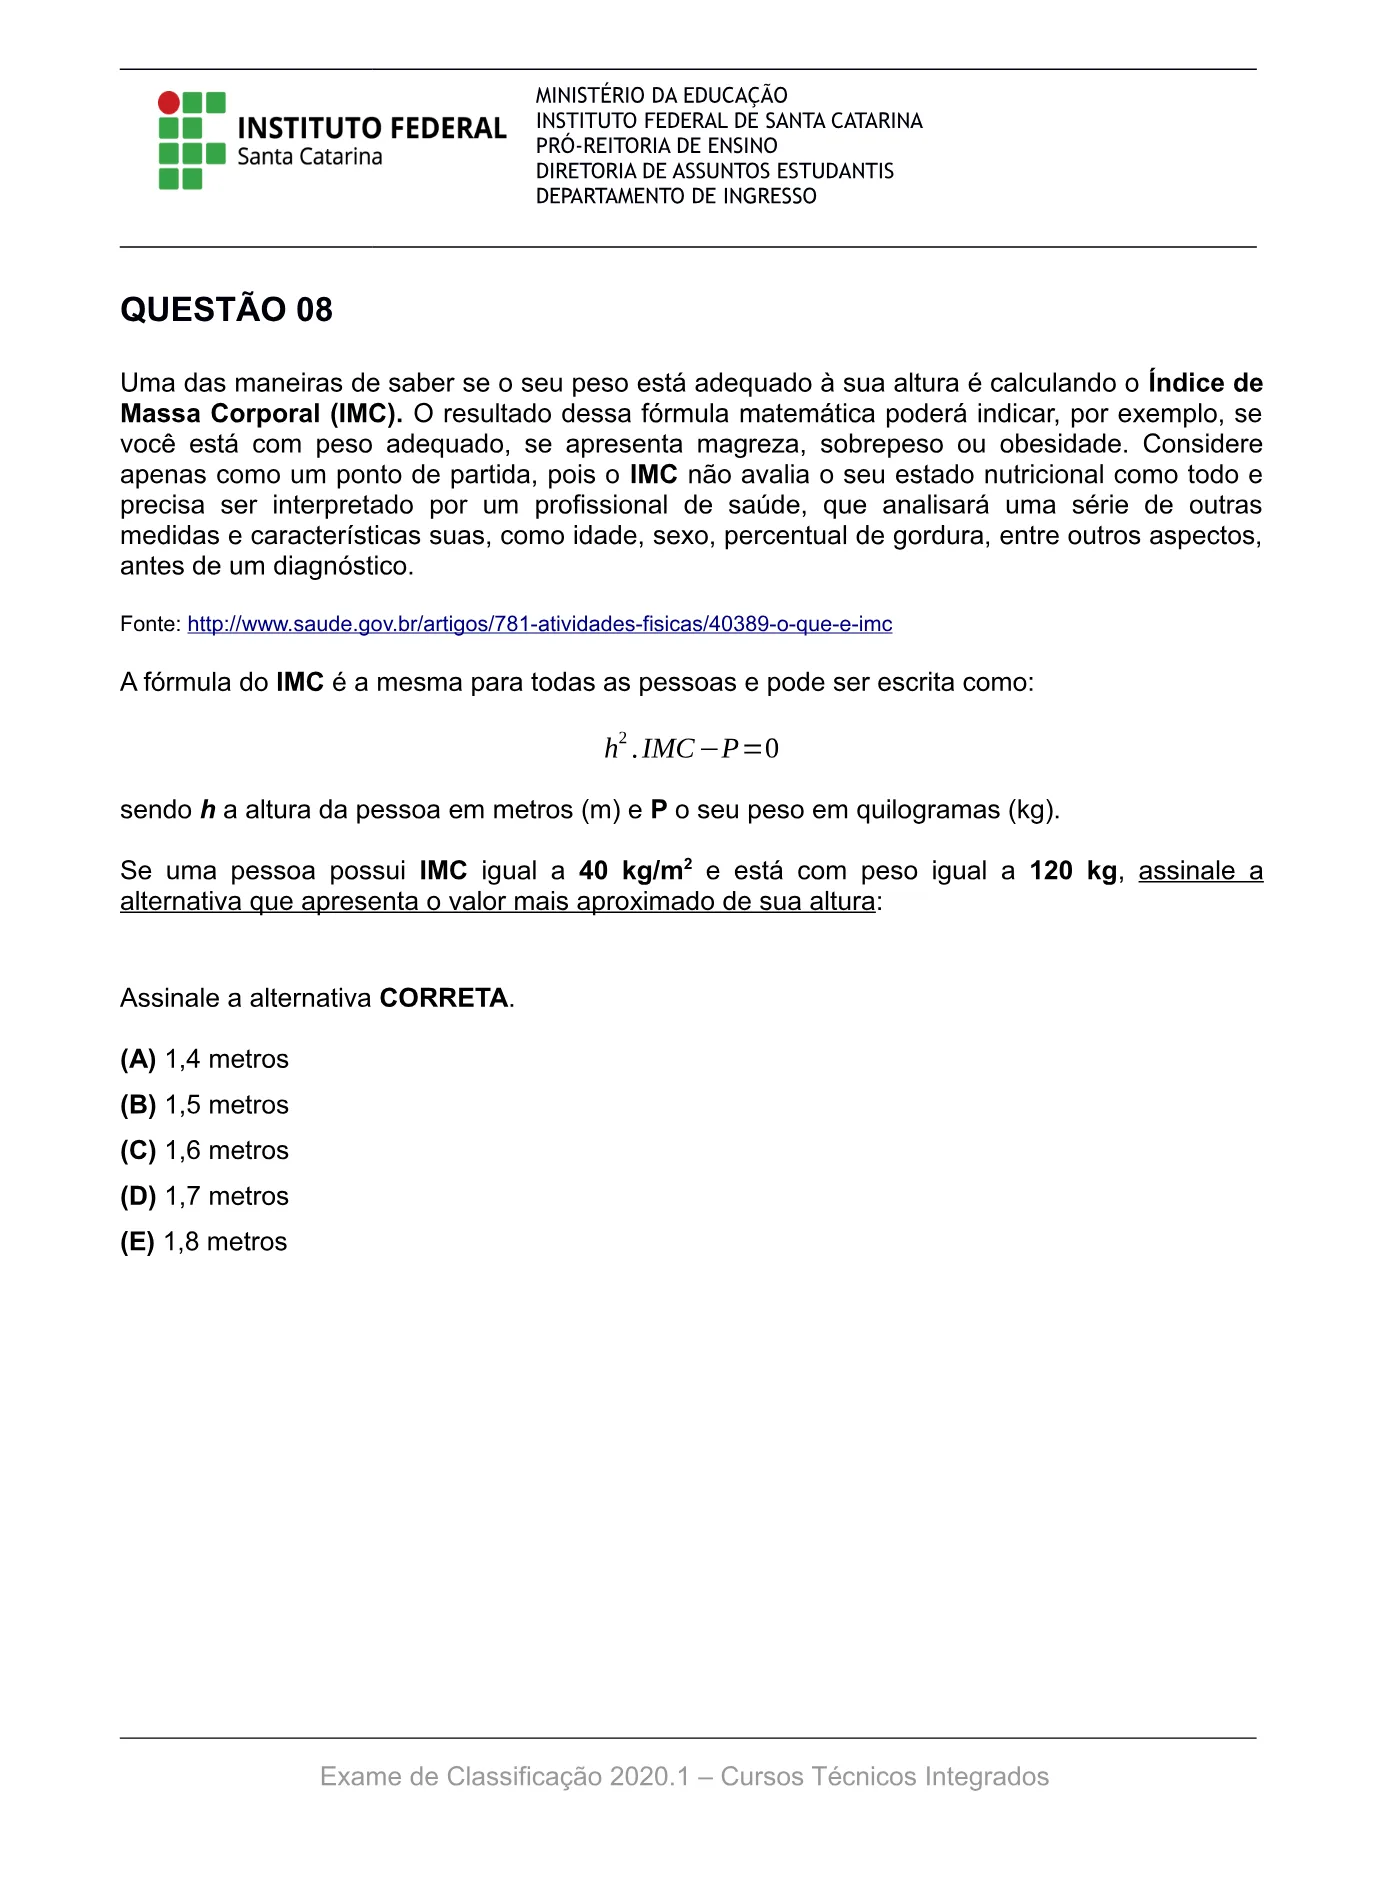 INSTITUTO FEDERAL
Santa Catarina
MINISTÉRIO DA EDUCAÇÃO
INSTITUTO FEDERAL DE SANTA CATARINA
PRÓ-REITORIA DE ENSINO
DIRETORIA DE ASSUNTOS ESTUDANTIS
DEPARTAMENTO DE INGRESSO
QUESTÃO 08
Uma das maneiras de saber se o seu peso está adequado à sua altura é calculando o Índice de
Massa Corporal (IMC). O resultado dessa fórmula matemática poderá indicar, por exemplo, se
você está com peso adequado, se apresenta magreza, sobrepeso ou obesidade. Considere
apenas como um ponto de partida, pois o IMC não avalia o seu estado nutricional como todo e
precisa ser interpretado por um profissional de saúde, que analisará uma série de outras
medidas e características suas, como idade, sexo, percentual de gordura, entre outros aspectos,
antes de um diagnóstico.
Fonte: http://www.saude.gov.br/artigos/781-atividades-fisicas/40389-o-que-e-imc
A fórmula do IMC é a mesma para todas as pessoas e pode ser escrita como:
h².IMC−P=0
sendo h a altura da pessoa em metros (m) e P o seu peso em quilogramas (kg).
Se uma pessoa possui IMC igual a 40 kg/m² e está com peso igual a 120 kg, assinale a
alternativa que apresenta o valor mais aproximado de sua altura:
Assinale a alternativa CORRETA.
(A) 1,4 metros
(B) 1,5 metros
(C) 1,6 metros
(D) 1,7 metros
(E) 1,8 metros
Exame de Classificação 2020.1 – Cursos Técnicos Integrados